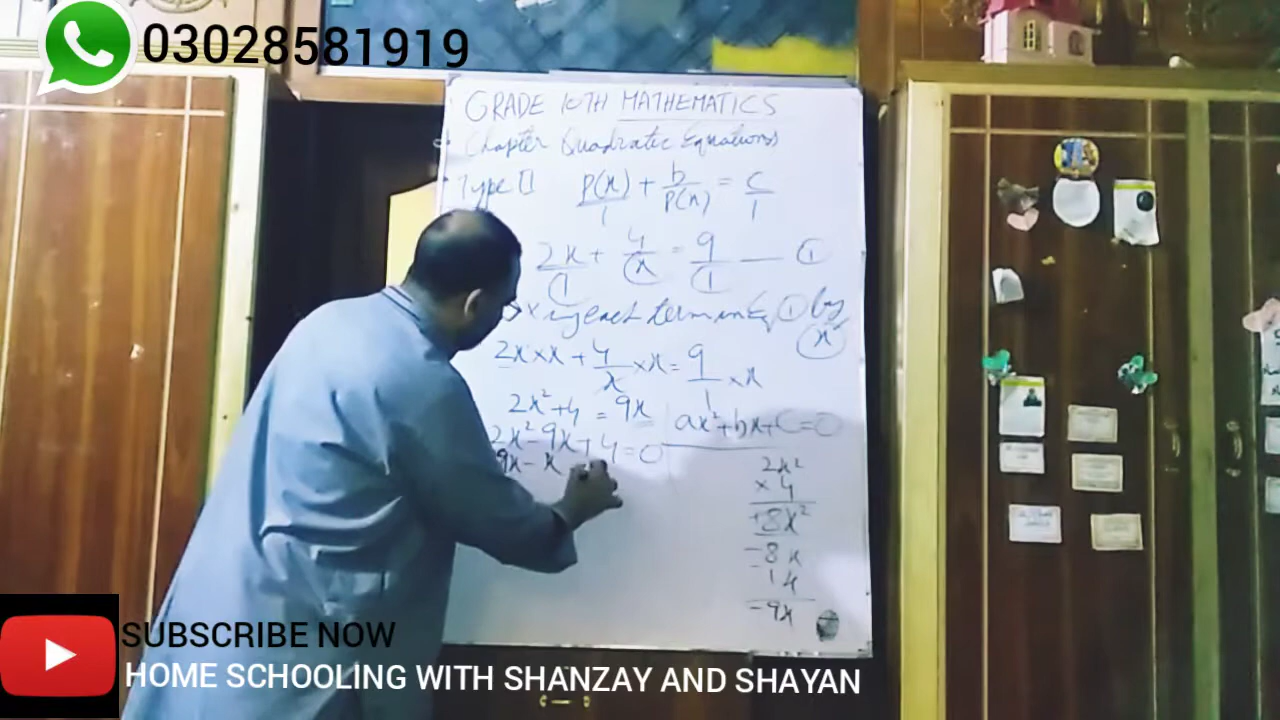 03028581919
GRADE 10TH MATHEMATICS
Chapter Quadratic Equations
Type II P(x)/1 + b/P(x) = c/1
2x/1 + 4/x = 9/1 — ①
× ing each term in Eq ① by x
2x × x + 4/x × x = 9/1 × x
2x² + 4 = 9x
ax² + bx + C = 0
2x² - 9x + 4 = 0
x - x
2x²
× 4
+8x²
-8x
-9x
SUBSCRIBE NOW
HOME SCHOOLING WITH SHANZAY AND SHAYAN